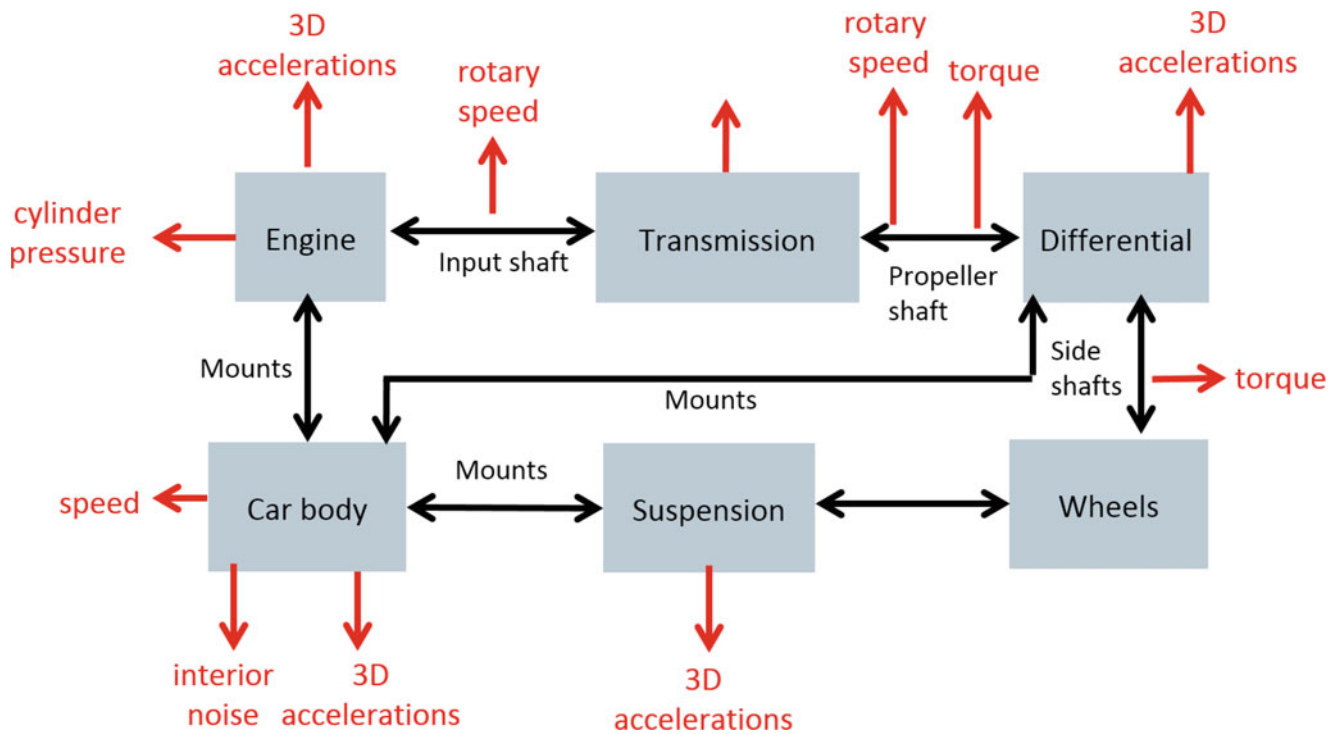 3D
accelerations
rotary
speed
rotary
speed
torque
3D
accelerations
cylinder
pressure
Engine
Input shaft
Transmission
Propeller
shaft
Differential
Mounts
Mounts
Side
shafts
torque
speed
Car body
Mounts
Suspension
Wheels
interior
noise
3D
accelerations
3D
accelerations